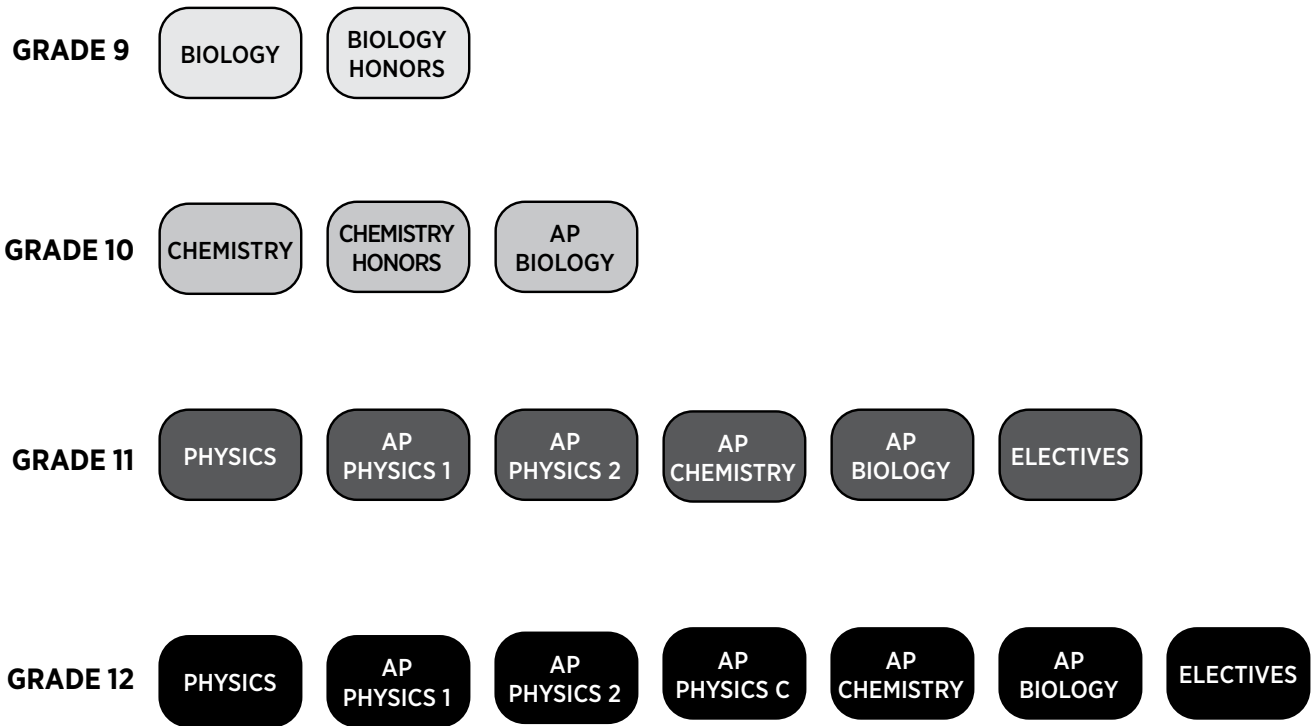 GRADE 9
BIOLOGY
BIOLOGY
HONORS
GRADE 10
CHEMISTRY
CHEMISTRY
HONORS
AP
BIOLOGY
GRADE 11
PHYSICS
AP
PHYSICS 1
AP
PHYSICS 2
AP
CHEMISTRY
AP
BIOLOGY
ELECTIVES
GRADE 12
PHYSICS
AP
PHYSICS 1
AP
PHYSICS 2
AP
PHYSICS C
AP
CHEMISTRY
AP
BIOLOGY
ELECTIVES